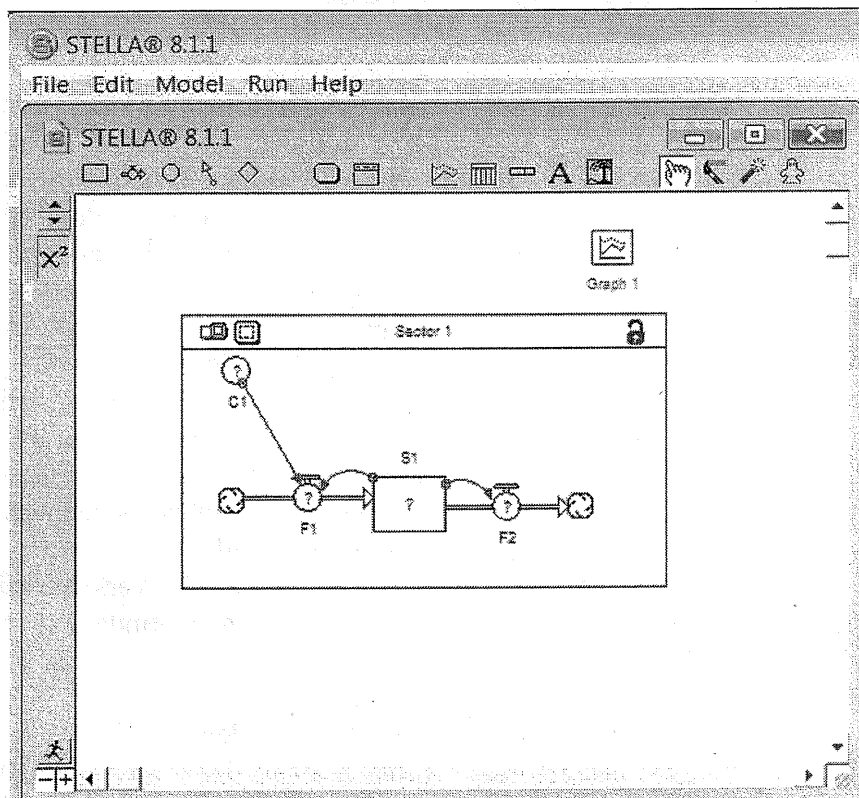 STELLA® 8.1.1
File Edit Model Run Help
STELLA® 8.1.1
A
X²
Graph 1
Sector 1
?
C1
S1
? ? ?
F1
F2
- +